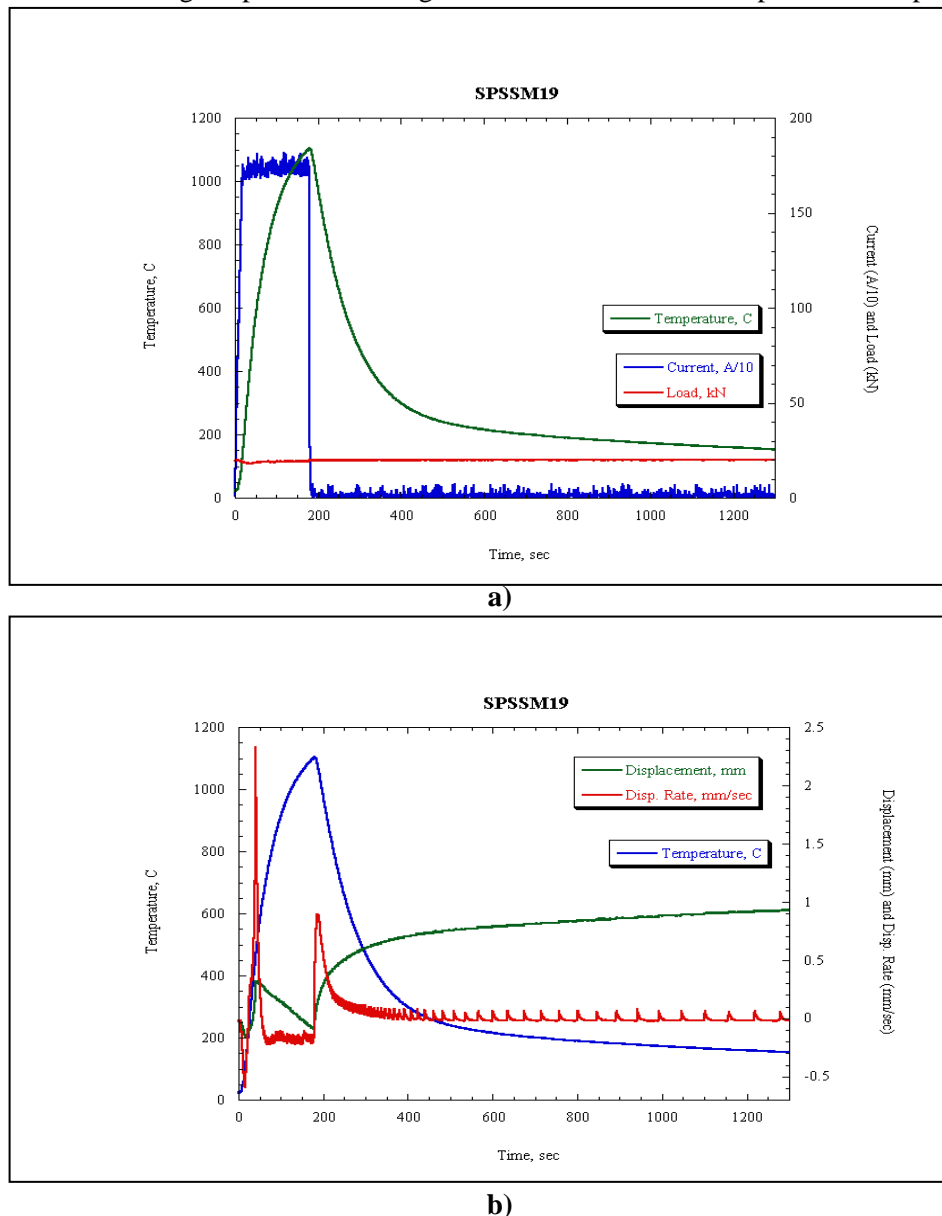 SPSSM19
1200
1000
800
600
400
200
0
Temperature, C
200
150
100
50
0
Current (A/10) and Load (kN)
Temperature, C
Current, A/10
Load, kN
0 200 400 600 800 1000 1200
Time, sec
a)
SPSSM19
1200
1000
800
600
400
200
0
Temperature, C
2.5
2
1.5
1
0.5
0
-0.5
Displacement (mm) and Disp. Rate (mm/sec)
Displacement, mm
Disp. Rate, mm/sec
Temperature, C
0 200 400 600 800 1000 1200
Time, sec
b)